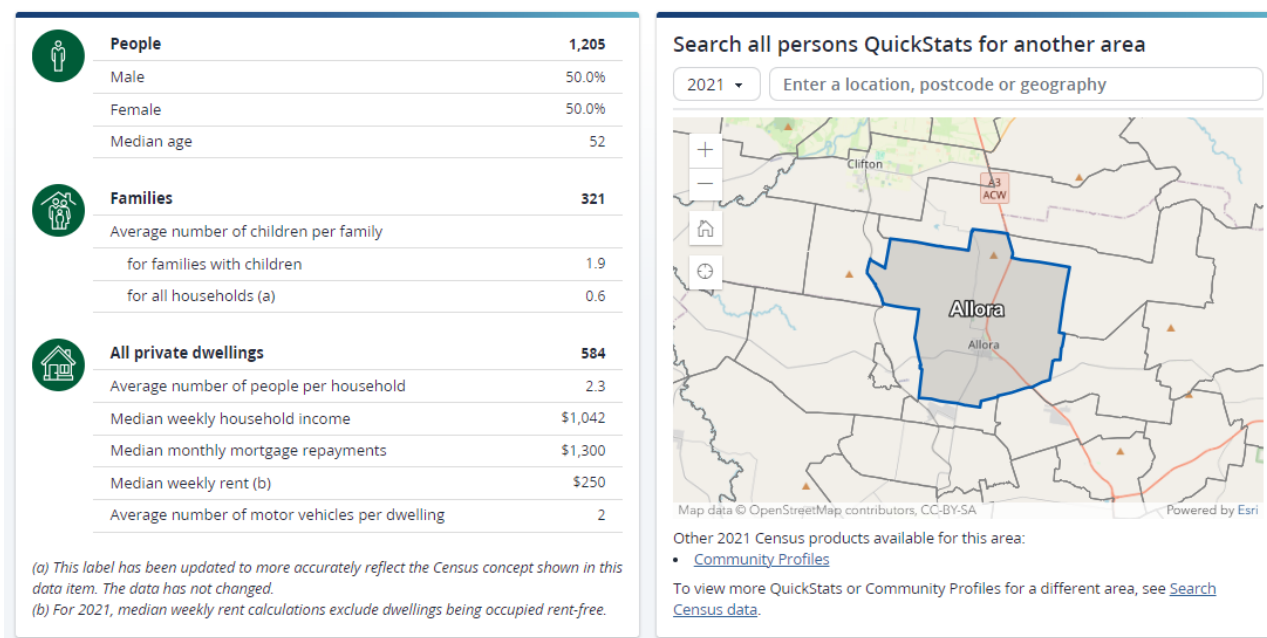 People 1,205
Male 50.0%
Female 50.0%
Median age 52
Families 321
Average number of children per family
for families with children 1.9
for all households (a) 0.6
All private dwellings 584
Average number of people per household 2.3
Median weekly household income $1,042
Median monthly mortgage repayments $1,300
Median weekly rent (b) $250
Average number of motor vehicles per dwelling 2
(a) This label has been updated to more accurately reflect the Census concept shown in this
data item. The data has not changed.
(b) For 2021, median weekly rent calculations exclude dwellings being occupied rent-free.
Search all persons QuickStats for another area
2021 Enter a location, postcode or geography
Clifton
A3
ACW
Allora
Allora
Map data © OpenStreetMap contributors, CC-BY-SA Powered by Esri
Other 2021 Census products available for this area:
• Community Profiles
To view more QuickStats or Community Profiles for a different area, see Search
Census data.